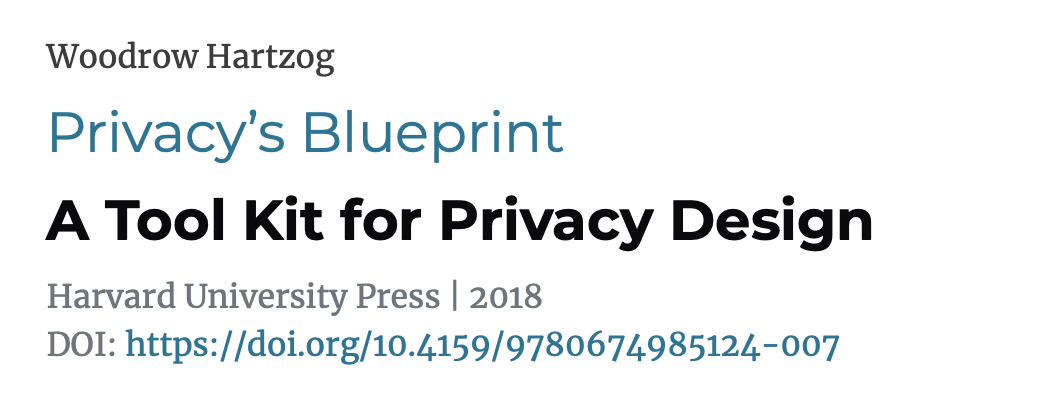 Woodrow Hartzog
Privacy’s Blueprint
A Tool Kit for Privacy Design
Harvard University Press | 2018
DOI: https://doi.org/10.4159/9780674985124-007